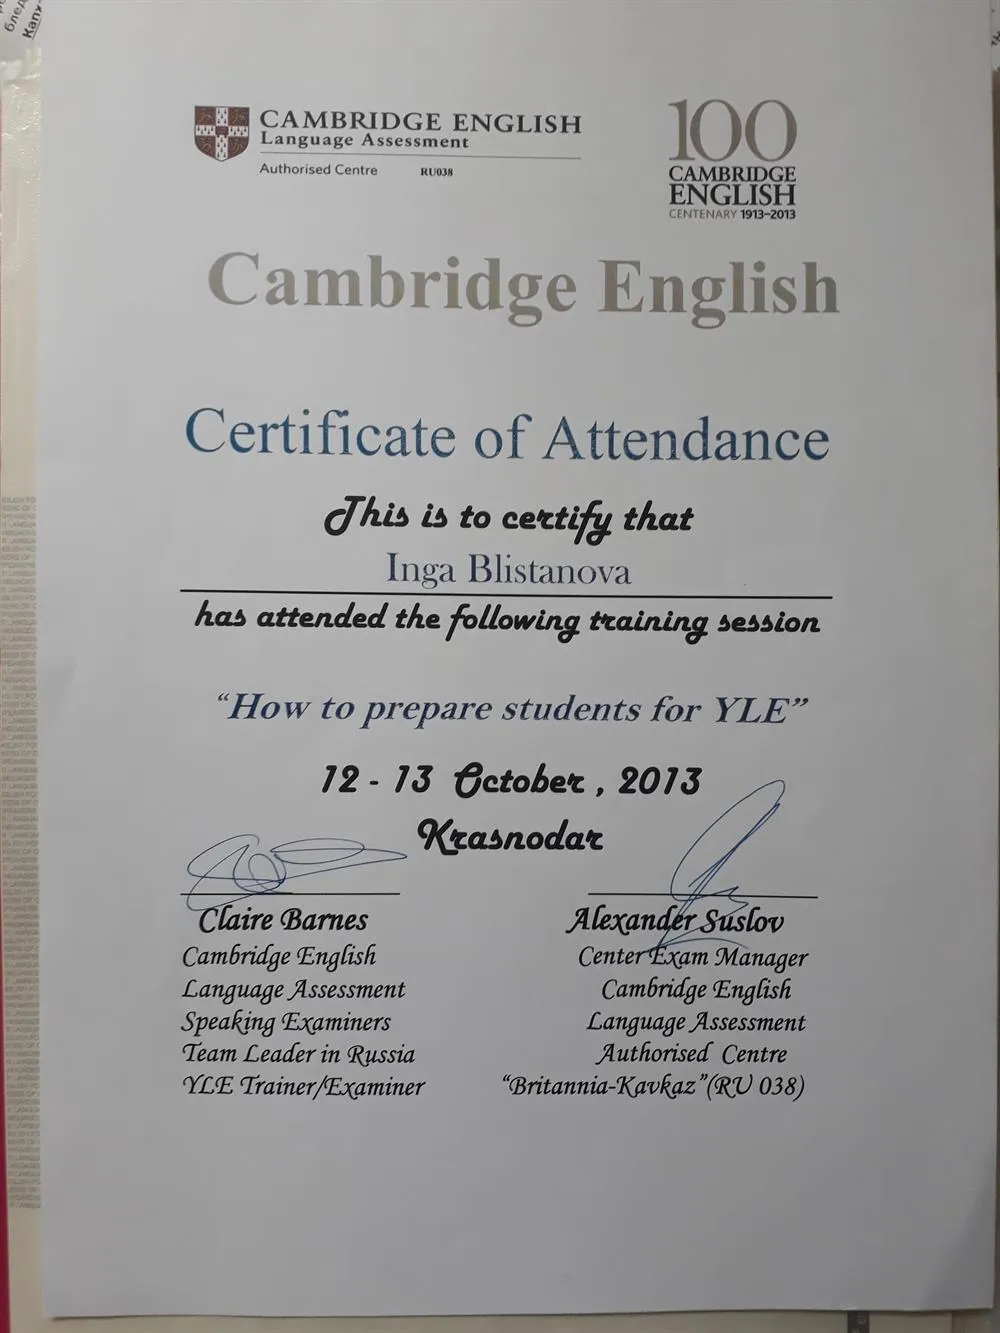 CAMBRIDGE ENGLISH
Language Assessment
Authorised Centre RU038
100
CAMBRIDGE
ENGLISH
CENTENARY 1913–2013
Cambridge English
Certificate of Attendance
This is to certify that
Inga Blistanova
has attended the following training session
“How to prepare students for YLE”
12 - 13 October , 2013
Krasnodar
Claire Barnes
Cambridge English
Language Assessment
Speaking Examiners
Team Leader in Russia
YLE Trainer/Examiner
Alexander Suslov
Center Exam Manager
Cambridge English
Language Assessment
Authorised Centre
“Britannia-Kavkaz”(RU 038)